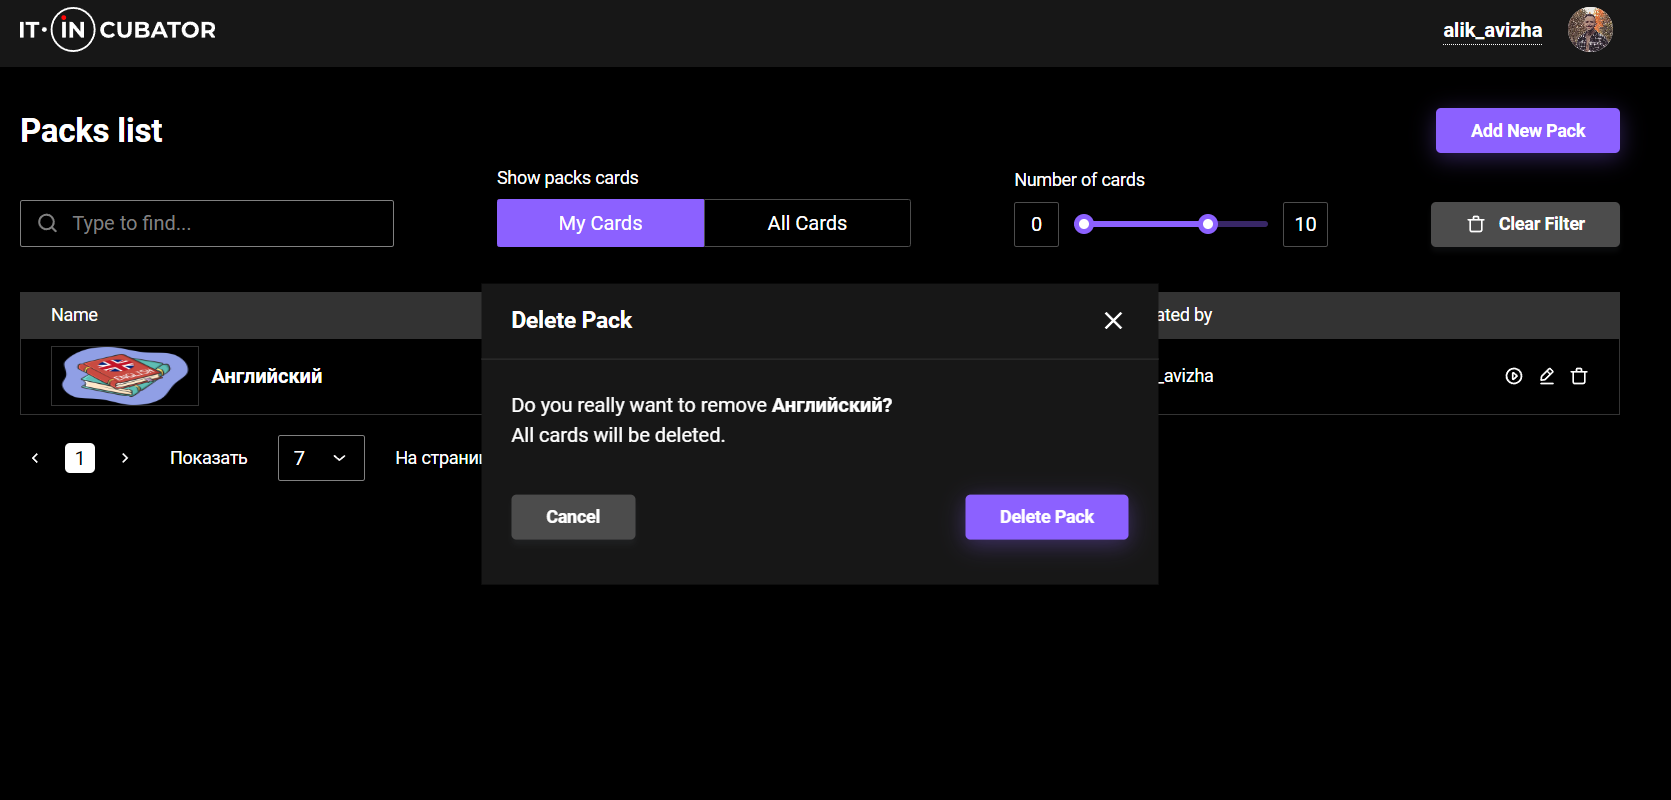 IT·IN CUBATOR
alik_avizha
Packs list
Add New Pack
Show packs cards
Number of cards
Type to find...
My Cards
All Cards
0
10
Clear Filter
Name
ated by
ENGLISH
Английский
_avizha
Delete Pack
Do you really want to remove Английский?
All cards will be deleted.
Cancel
Delete Pack
1
Показать
7
На страни